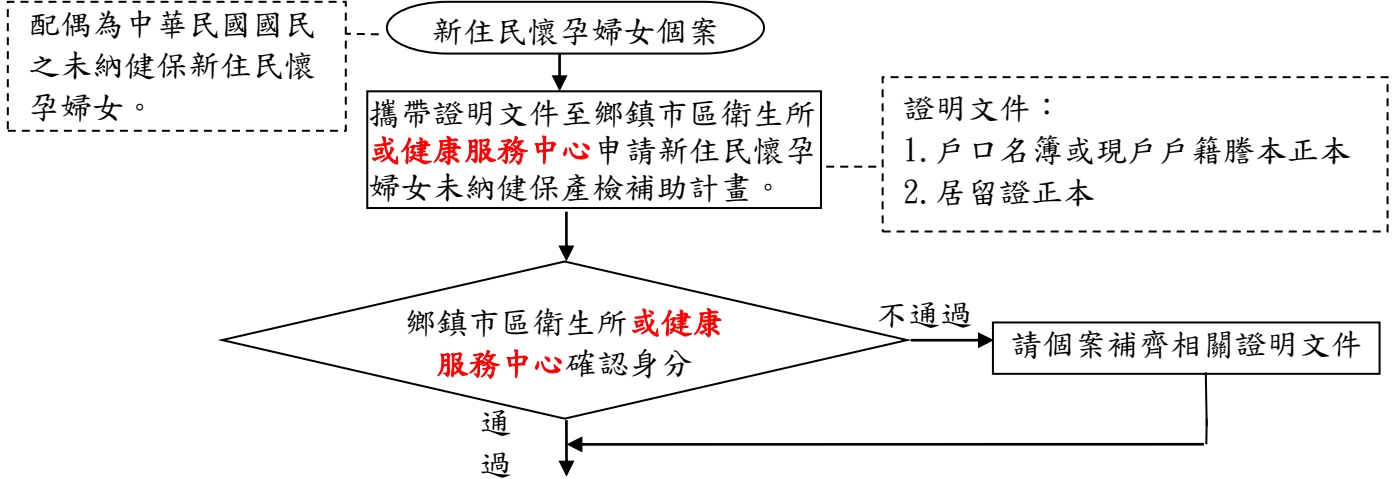 配偶為中華民國國民
之未納健保新住民懷
孕婦女。
新住民懷孕婦女個案
攜帶證明文件至鄉鎮市區衛生所
或健康服務中心申請新住民懷孕
婦女未納健保產檢補助計畫。
證明文件：
1.戶口名簿或現戶戶籍謄本正本
2.居留證正本
鄉鎮市區衛生所或健康
服務中心確認身分
不通過
請個案補齊相關證明文件
通
過